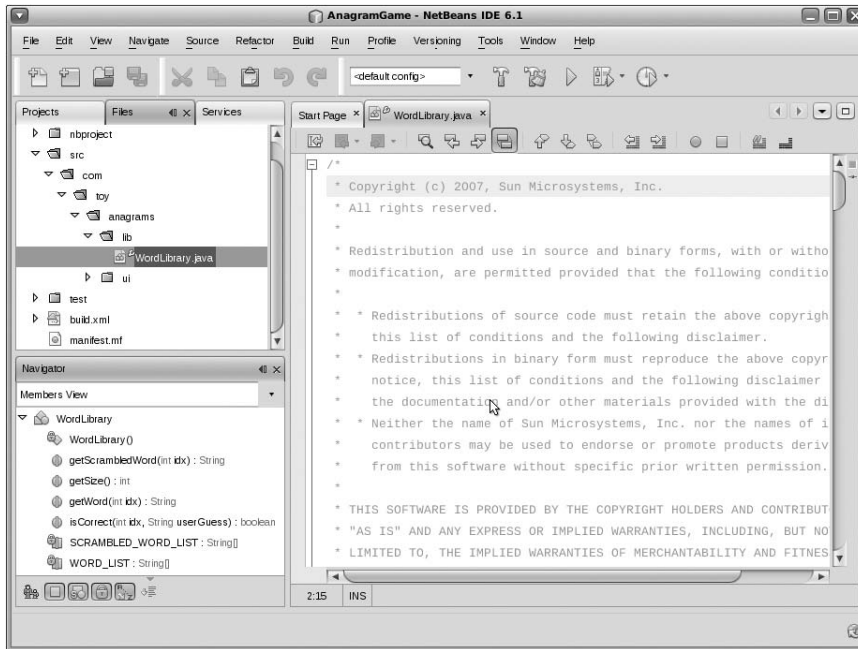 AnagramGame - NetBeans IDE 6.1
File Edit View Navigate Source Refactor Build Run Profile Versioning Tools Window Help
<default config>
Projects Files Services
nbproject
src
com
toy
anagrams
lib
WordLibrary.java
ui
test
build.xml
manifest.mf
Navigator
Members View
WordLibrary
WordLibrary()
getScrambledWord(int idx) : String
getSize() : int
getWord(int idx) : String
isCorrect(int idx, String userGuess) : boolean
SCRAMBLED_WORD_LIST : String[]
WORD_LIST : String[]
Start Page WordLibrary.java
/*
* Copyright (c) 2007, Sun Microsystems, Inc.
* All rights reserved.
*
* Redistribution and use in source and binary forms, with or witho
* modification, are permitted provided that the following conditio
*
* * Redistributions of source code must retain the above copyrigh
* this list of conditions and the following disclaimer.
* * Redistributions in binary form must reproduce the above copyr
* notice, this list of conditions and the following disclaimer
* the documentation and/or other materials provided with the di
* * Neither the name of Sun Microsystems, Inc. nor the names of i
* contributors may be used to endorse or promote products deriv
* from this software without specific prior written permission.
*
* THIS SOFTWARE IS PROVIDED BY THE COPYRIGHT HOLDERS AND CONTRIBUT
* "AS IS" AND ANY EXPRESS OR IMPLIED WARRANTIES, INCLUDING, BUT NO
* LIMITED TO, THE IMPLIED WARRANTIES OF MERCHANTABILITY AND FITNES
2:15 INS